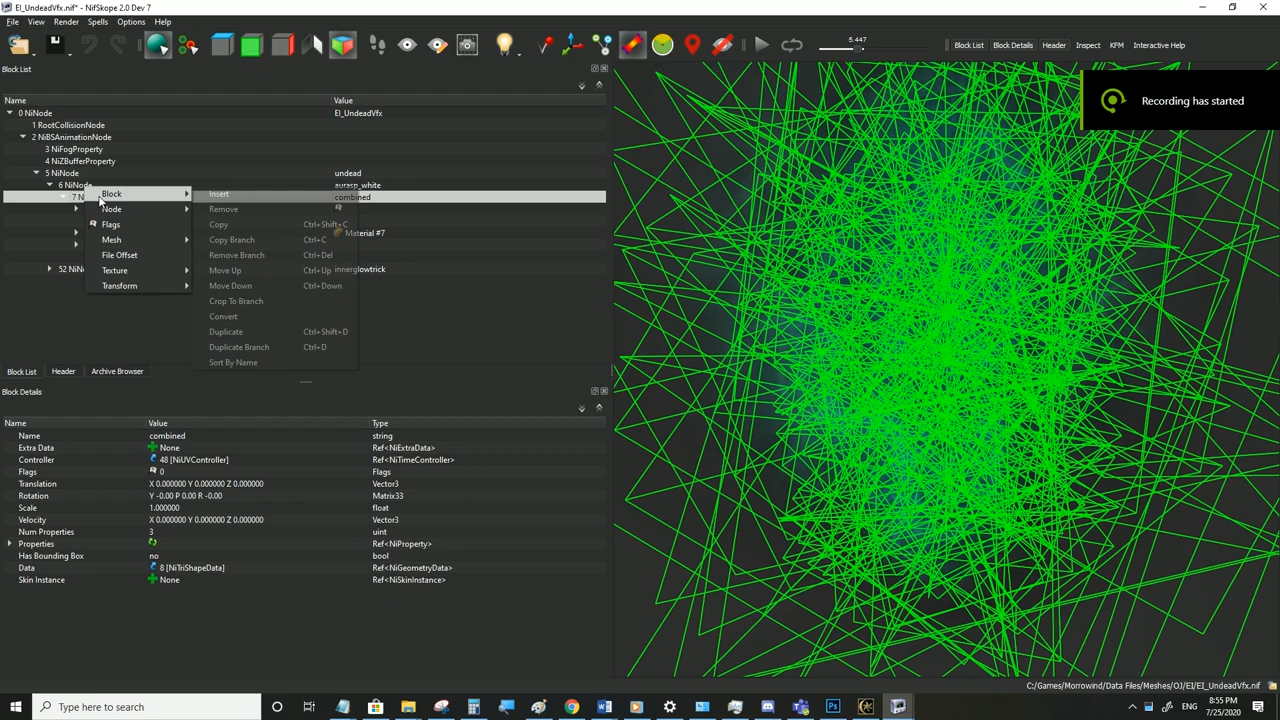 EI_UndeadVfx.nif* - NifSkope 2.0 Dev 7
File View Render Spells Options Help
5.447
Block List Block Details Header Inspect KFM Interactive Help
Block List
Name Value
0 NiNode EI_UndeadVfx
1 RootCollisionNode
2 NiBSAnimationNode
3 NiFogProperty
4 NiZBufferProperty
5 NiNode undead
6 NiNode aurasp_white
7 N combined
Material #7
52 NiN innerglowtrick
Block
Node
Flags
Mesh
File Offset
Texture
Transform
Insert
Remove
Copy Ctrl+Shift+C
Copy Branch Ctrl+C
Remove Branch Ctrl+Del
Move Up Ctrl+Up
Move Down Ctrl+Down
Crop To Branch
Convert
Duplicate Ctrl+Shift+D
Duplicate Branch Ctrl+D
Sort By Name
Recording has started
Block List Header Archive Browser
Block Details
Name Value Type
Name combined string
Extra Data None Ref<NiExtraData>
Controller 48 [NiUVController] Ref<NiTimeController>
Flags 0 Flags
Translation X 0.000000 Y 0.000000 Z 0.000000 Vector3
Rotation Y -0.00 P 0.00 R -0.00 Matrix33
Scale 1.000000 float
Velocity X 0.000000 Y 0.000000 Z 0.000000 Vector3
Num Properties 3 uint
Properties Ref<NiProperty>
Has Bounding Box no bool
Data 8 [NiTriShapeData] Ref<NiGeometryData>
Skin Instance None Ref<NiSkinInstance>
C:/Games/Morrowind/Data Files/Meshes/OJ/EI/EI_UndeadVfx.nif
Type here to search
ENG
8:55 PM
7/25/2020